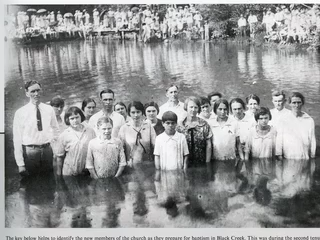 The key below helps to identify the new members of the church as they prepare for baptism in Black Creek. This was during the second tent